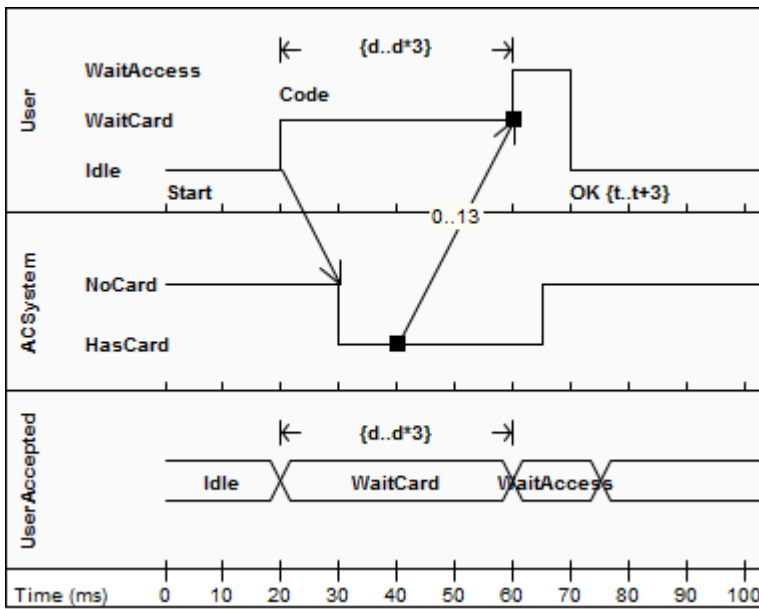 {d..d*3}
WaitAccess
Code
User
WaitCard
Idle
Start
OK {t..t+3}
0..13
ACSystem
NoCard
HasCard
{d..d*3}
UserAccepted
Idle
WaitCard
WaitAccess
Time (ms)
0 10 20 30 40 50 60 70 80 90 100